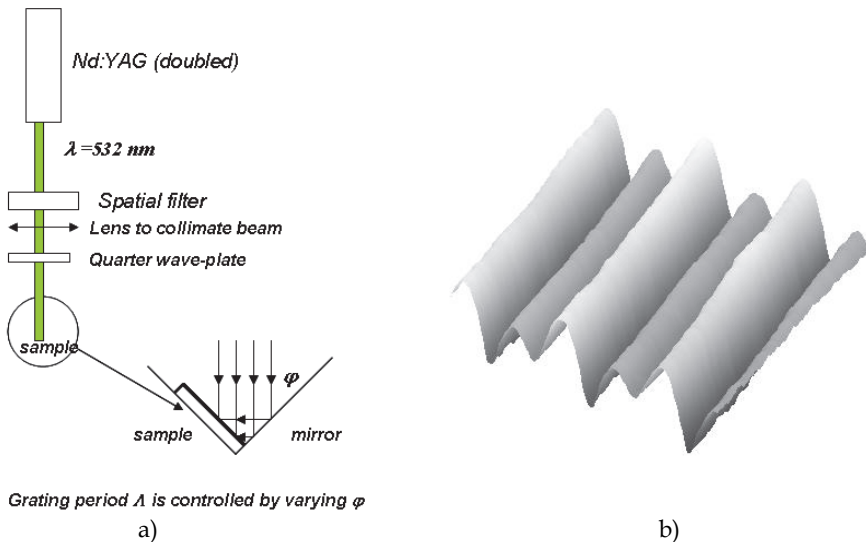 Nd:YAG (doubled)
λ=532 nm
Spatial filter
Lens to collimate beam
Quarter wave-plate
sample
φ
sample
mirror
Grating period Λ is controlled by varying φ
a)
b)